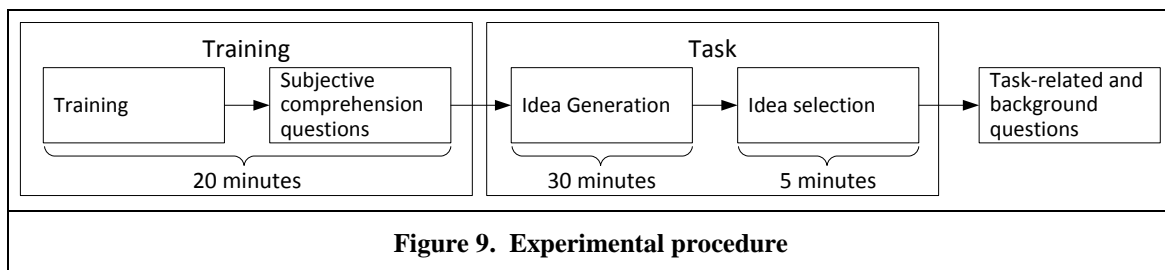 Training
Training
Subjective
comprehension
questions
20 minutes
Task
Idea Generation
Idea selection
30 minutes
5 minutes
Task-related and
background
questions
Figure 9. Experimental procedure